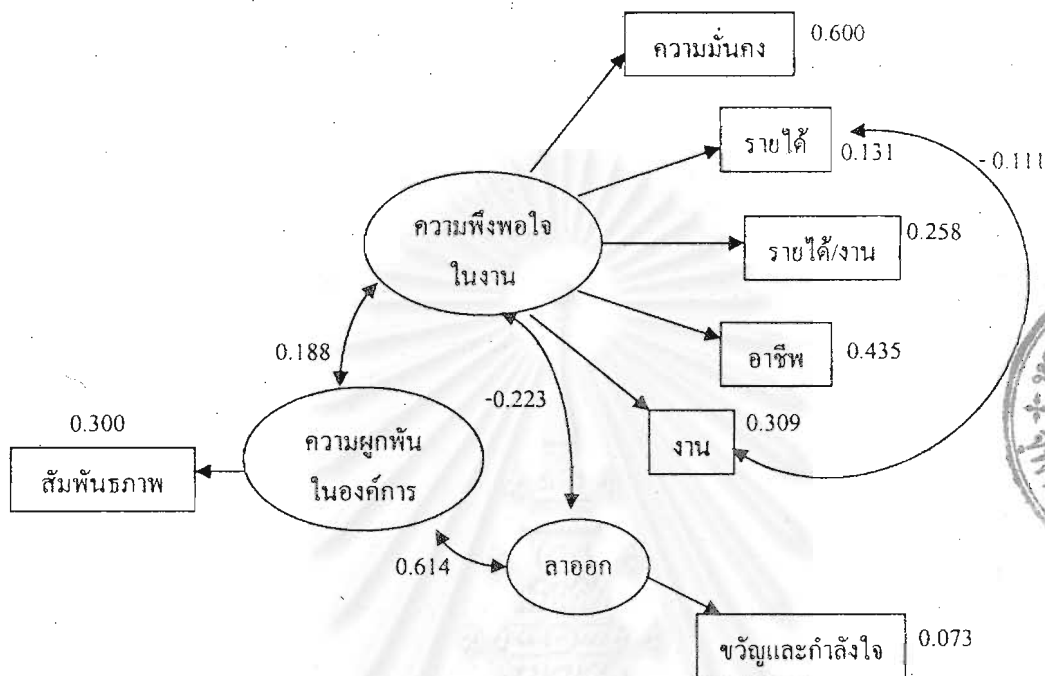 ความมั่นคง
0.600
รายได้
0.131
- 0.111
ความพึงพอใจ
ในงาน
รายได้/งาน
0.258
อาชีพ
0.435
0.188
-0.223
งาน
0.309
0.300
สัมพันธภาพ
ความผูกพัน
ในองค์การ
0.614
ลาออก
ขวัญและกำลังใจ
0.073